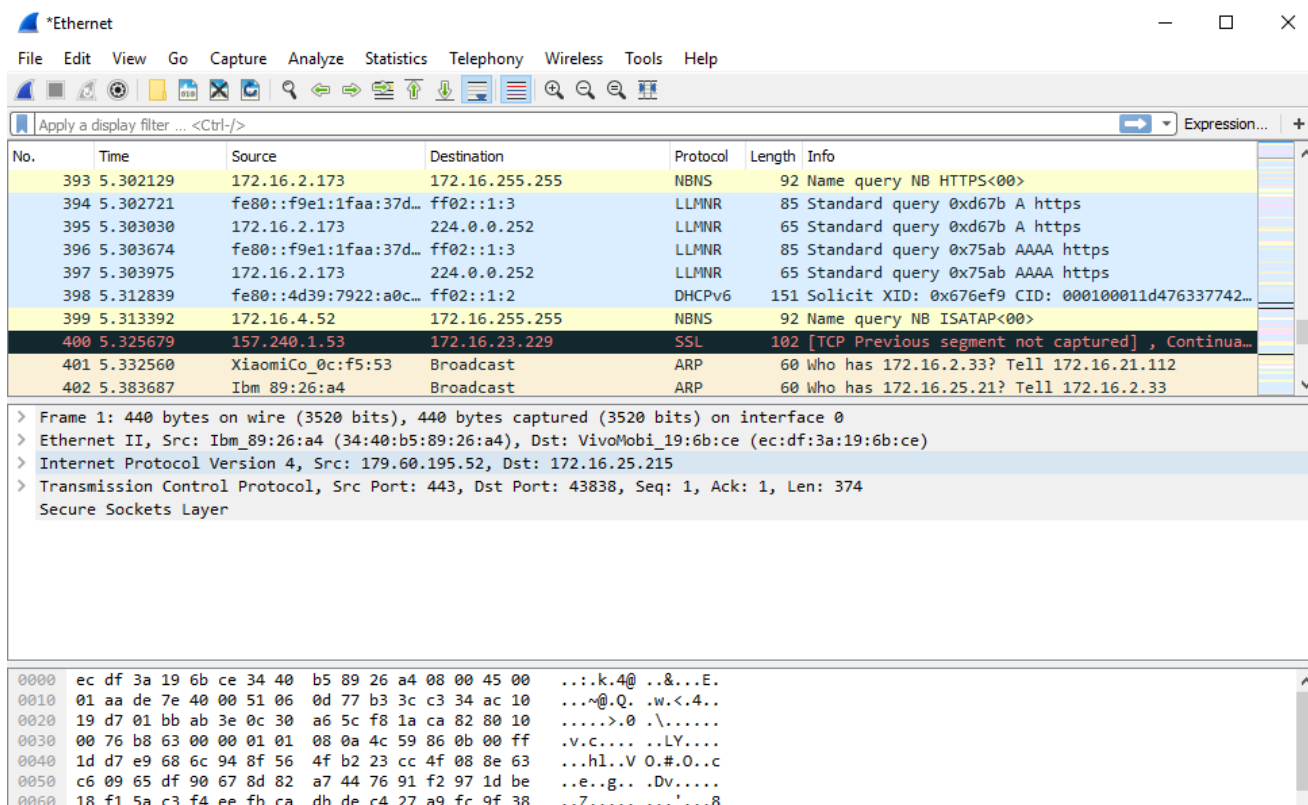 *Ethernet
File Edit View Go Capture Analyze Statistics Telephony Wireless Tools Help
Apply a display filter ... <Ctrl-/> Expression... +
No. Time Source Destination Protocol Length Info
393 5.302129 172.16.2.173 172.16.255.255 NBNS 92 Name query NB HTTPS<00>
394 5.302721 fe80::f9e1:1faa:37d… ff02::1:3 LLMNR 85 Standard query 0xd67b A https
395 5.303030 172.16.2.173 224.0.0.252 LLMNR 65 Standard query 0xd67b A https
396 5.303674 fe80::f9e1:1faa:37d… ff02::1:3 LLMNR 85 Standard query 0x75ab AAAA https
397 5.303975 172.16.2.173 224.0.0.252 LLMNR 65 Standard query 0x75ab AAAA https
398 5.312839 fe80::4d39:7922:a0c… ff02::1:2 DHCPv6 151 Solicit XID: 0x676ef9 CID: 000100011d476337742…
399 5.313392 172.16.4.52 172.16.255.255 NBNS 92 Name query NB ISATAP<00>
400 5.325679 157.240.1.53 172.16.23.229 SSL 102 [TCP Previous segment not captured] , Continua…
401 5.332560 XiaomiCo_0c:f5:53 Broadcast ARP 60 Who has 172.16.2.33? Tell 172.16.21.112
402 5.383687 Ibm_89:26:a4 Broadcast ARP 60 Who has 172.16.25.21? Tell 172.16.2.33
> Frame 1: 440 bytes on wire (3520 bits), 440 bytes captured (3520 bits) on interface 0
> Ethernet II, Src: Ibm_89:26:a4 (34:40:b5:89:26:a4), Dst: VivoMobi_19:6b:ce (ec:df:3a:19:6b:ce)
> Internet Protocol Version 4, Src: 179.60.195.52, Dst: 172.16.25.215
> Transmission Control Protocol, Src Port: 443, Dst Port: 43838, Seq: 1, Ack: 1, Len: 374
Secure Sockets Layer
0000 ec df 3a 19 6b ce 34 40 b5 89 26 a4 08 00 45 00 ..:.k.4@ ..&...E.
0010 01 aa de 7e 40 00 51 06 0d 77 b3 3c c3 34 ac 10 ...~@.Q. .w.<.4..
0020 19 d7 01 bb ab 3e 0c 30 a6 5c f8 1a ca 82 80 10 .....>.0 .\......
0030 00 76 b8 63 00 00 01 01 08 0a 4c 59 86 0b 00 ff .v.c.... ..LY....
0040 1d d7 e9 68 6c 94 8f 56 4f b2 23 cc 4f 08 8e 63 ...hl..V O.#.O..c
0050 c6 09 65 df 90 67 8d 82 a7 44 76 91 f2 97 1d be ..e..g.. .Dv.....
0060 18 f1 5a c3 f4 ee fb ca db de c4 27 a9 fc 9f 38 ..Z..... ...'...8